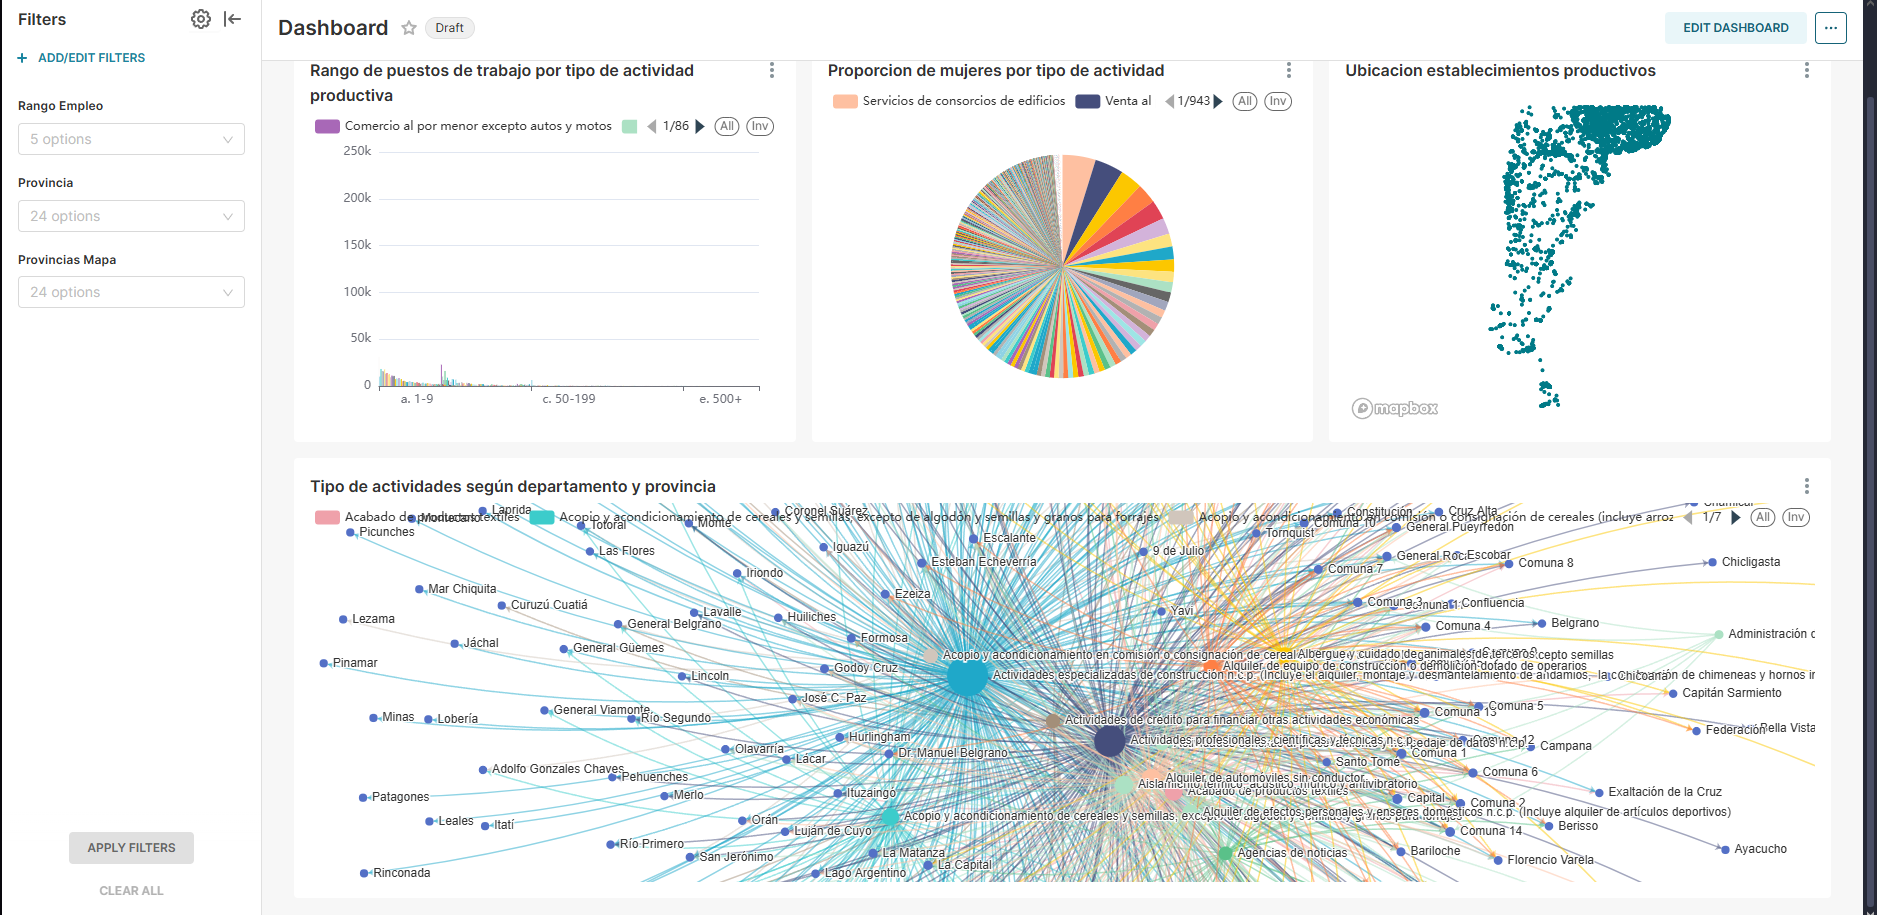 Filters
ADD/EDIT FILTERS
Rango Empleo
5 options
Provincia
24 options
Provincias Mapa
24 options
APPLY FILTERS
CLEAR ALL
Dashboard
Draft
EDIT DASHBOARD
Rango de puestos de trabajo por tipo de actividad
productiva
Comercio al por menor excepto autos y motos
1/86
All
Inv
250k
200k
150k
100k
50k
0
a. 1-9
c. 50-199
e. 500+
Proporcion de mujeres por tipo de actividad
Servicios de consorcios de edificios
Venta al
1/943
All
Inv
Ubicacion establecimientos productivos
mapbox
Tipo de actividades según departamento y provincia
Acabado de productos textiles
Acopio y acondicionamiento de cereales y semillas, excepto de algodón y semillas y granos para forrajes
Acopio y acondicionamiento en comisión o consignación de cereales (incluye arroz
1/7
All
Inv
Laprida
Montecarlo
Picunches
Totoral
Monte
Coronel Suárez
Constitución
Cruz Alta
Comuna 10
General Pueyrredón
Tornquist
Escalante
Iguazú
Las Flores
9 de Julio
Esteban Echeverría
General Roca
Escobar
Comuna 7
Comuna 8
Chicligasta
Iriondo
Mar Chiquita
Ezeiza
Curuzú Cuatiá
Lavalle
Huiliches
Yavi
Comuna 3
Confluencia
Lezama
General Belgrano
Formosa
Comuna 4
Belgrano
Administración
Jáchal
General Güemes
Acopio y acondicionamiento en comisión o consignación de cereal
Albergue y cuidado de animales de terceros
excepto semillas
Pinamar
Godoy Cruz
Alquiler de equipo de construcción o demolición dotado de operarios
Lincoln
Actividades especializadas de construcción n.c.p. (Incluye el alquiler, montaje y desmantelamiento de andamios, la construcción de chimeneas y hornos
Chicoana
José C. Paz
Capitán Sarmiento
General Viamonte
Río Segundo
Minas
Lobería
Actividades de crédito para financiar otras actividades económicas
Comuna 13
Comuna 5
Federación
Bella Vista
Hurlingham
Actividades profesionales, científicas y técnicas n.c.p.
Comuna 12
Campana
Olavarría
Lácar
Dr. Manuel Belgrano
Comuna 1
Santo Tomé
Adolfo Gonzales Chaves
Pehuenches
Comuna 6
Alquiler de automóviles sin conductor
Aislamiento térmico, acústico, hídrico y antivibratorio
Acabado de productos textiles
Patagones
Merlo
Ituzaingó
Exaltación de la Cruz
Capital
Comuna 2
Alquiler de efectos personales y enseres domésticos n.c.p. (Incluye alquiler de artículos deportivos)
Acopio y acondicionamiento de cereales y semillas,
Leales
Itatí
Orán
Luján de Cuyo
Comuna 14
Berisso
Río Primero
San Jerónimo
La Matanza
La Capital
Agencias de noticias
Bariloche
Florencio Varela
Ayacucho
Rinconada
Lago Argentino